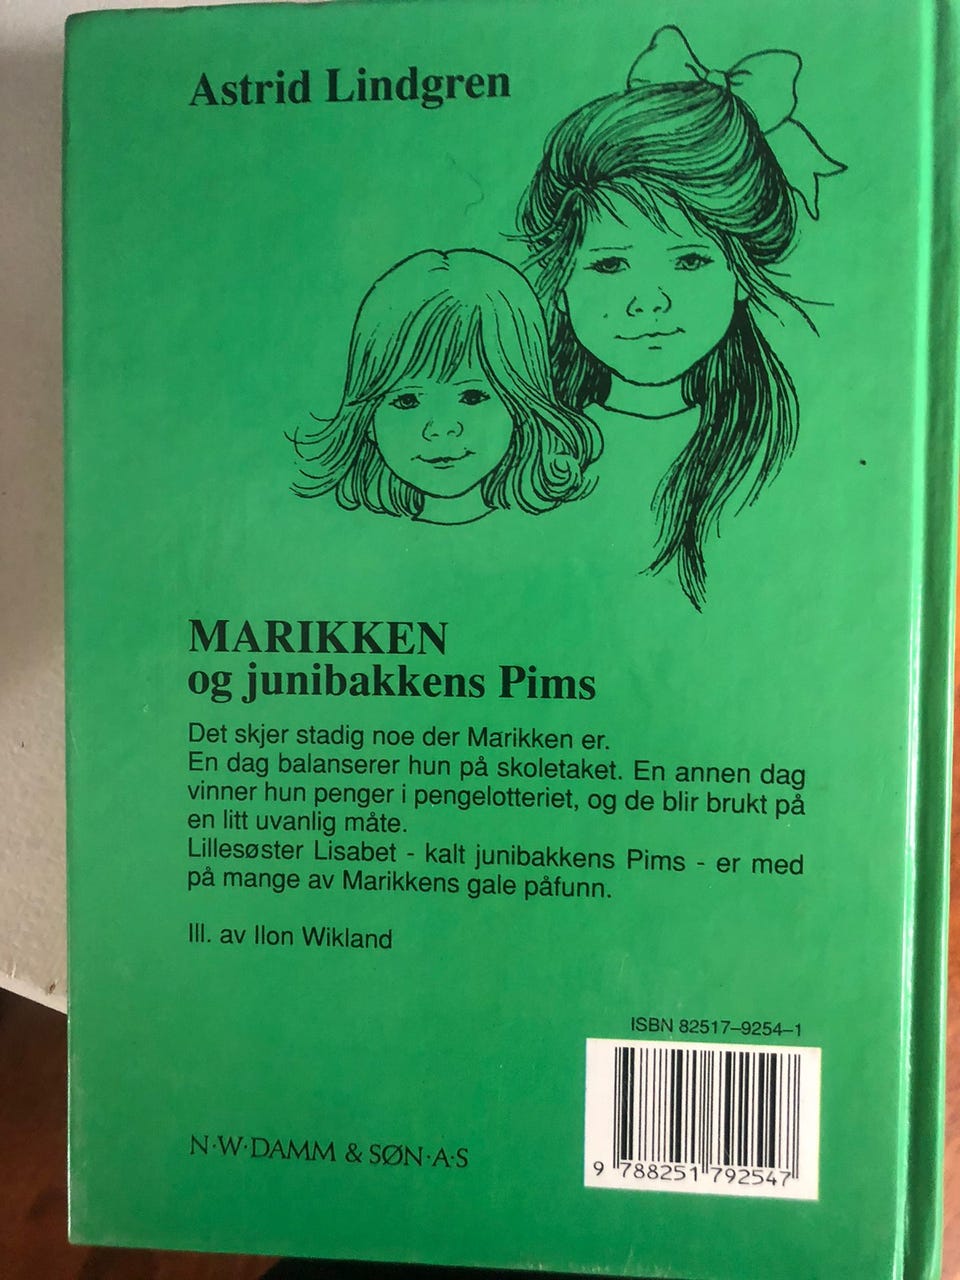 Astrid Lindgren
MARIKKEN
og junibakkens Pims
Det skjer stadig noe der Marikken er.
En dag balanserer hun på skoletaket. En annen dag
vinner hun penger i pengelotteriet, og de blir brukt på
en litt uvanlig måte.
Lillesøster Lisabet - kalt junibakkens Pims - er med
på mange av Marikkens gale påfunn.
Ill. av Ilon Wikland
ISBN 82517–9254–1
9 788251 792547
N·W·DAMM & SØN·A·S